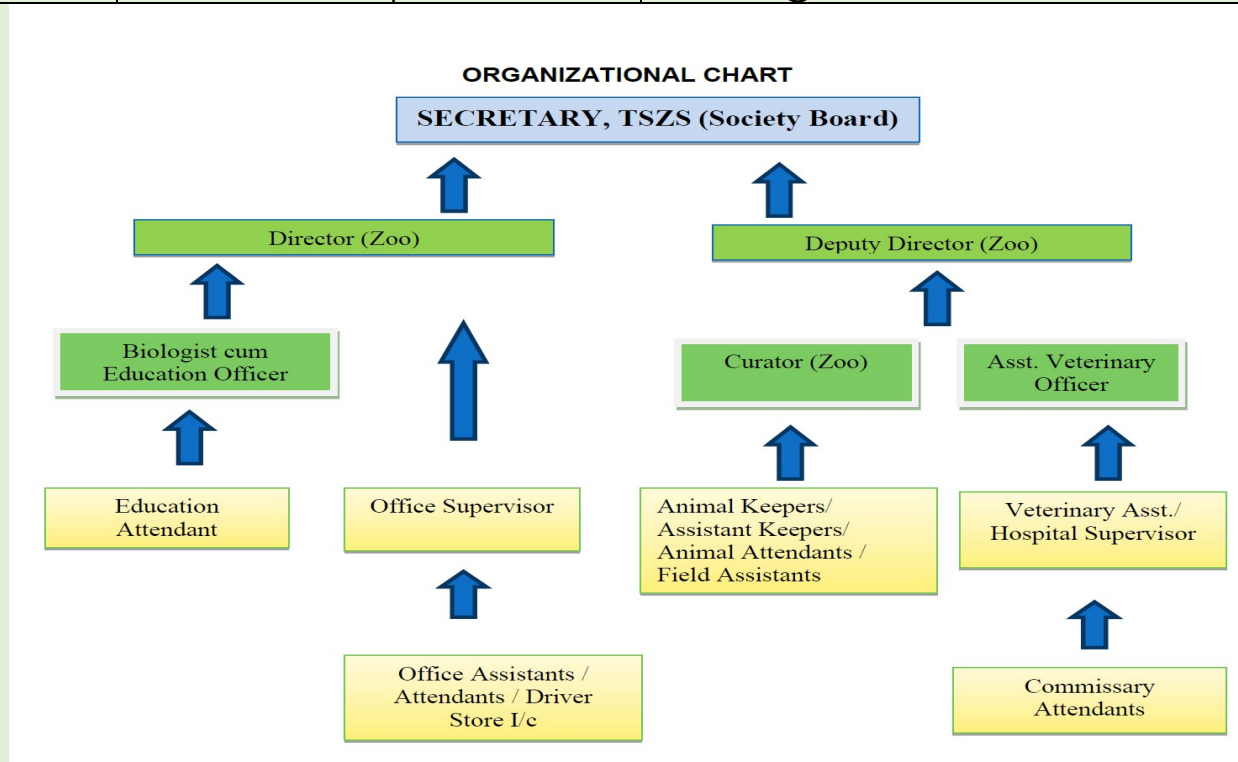 ORGANIZATIONAL CHART
SECRETARY, TSZS (Society Board)
Director (Zoo)
Deputy Director (Zoo)
Biologist cum
Education Officer
Curator (Zoo)
Asst. Veterinary
Officer
Education
Attendant
Office Supervisor
Animal Keepers/
Assistant Keepers/
Animal Attendants /
Field Assistants
Veterinary Asst./
Hospital Supervisor
Office Assistants /
Attendants / Driver
Store I/c
Commissary
Attendants